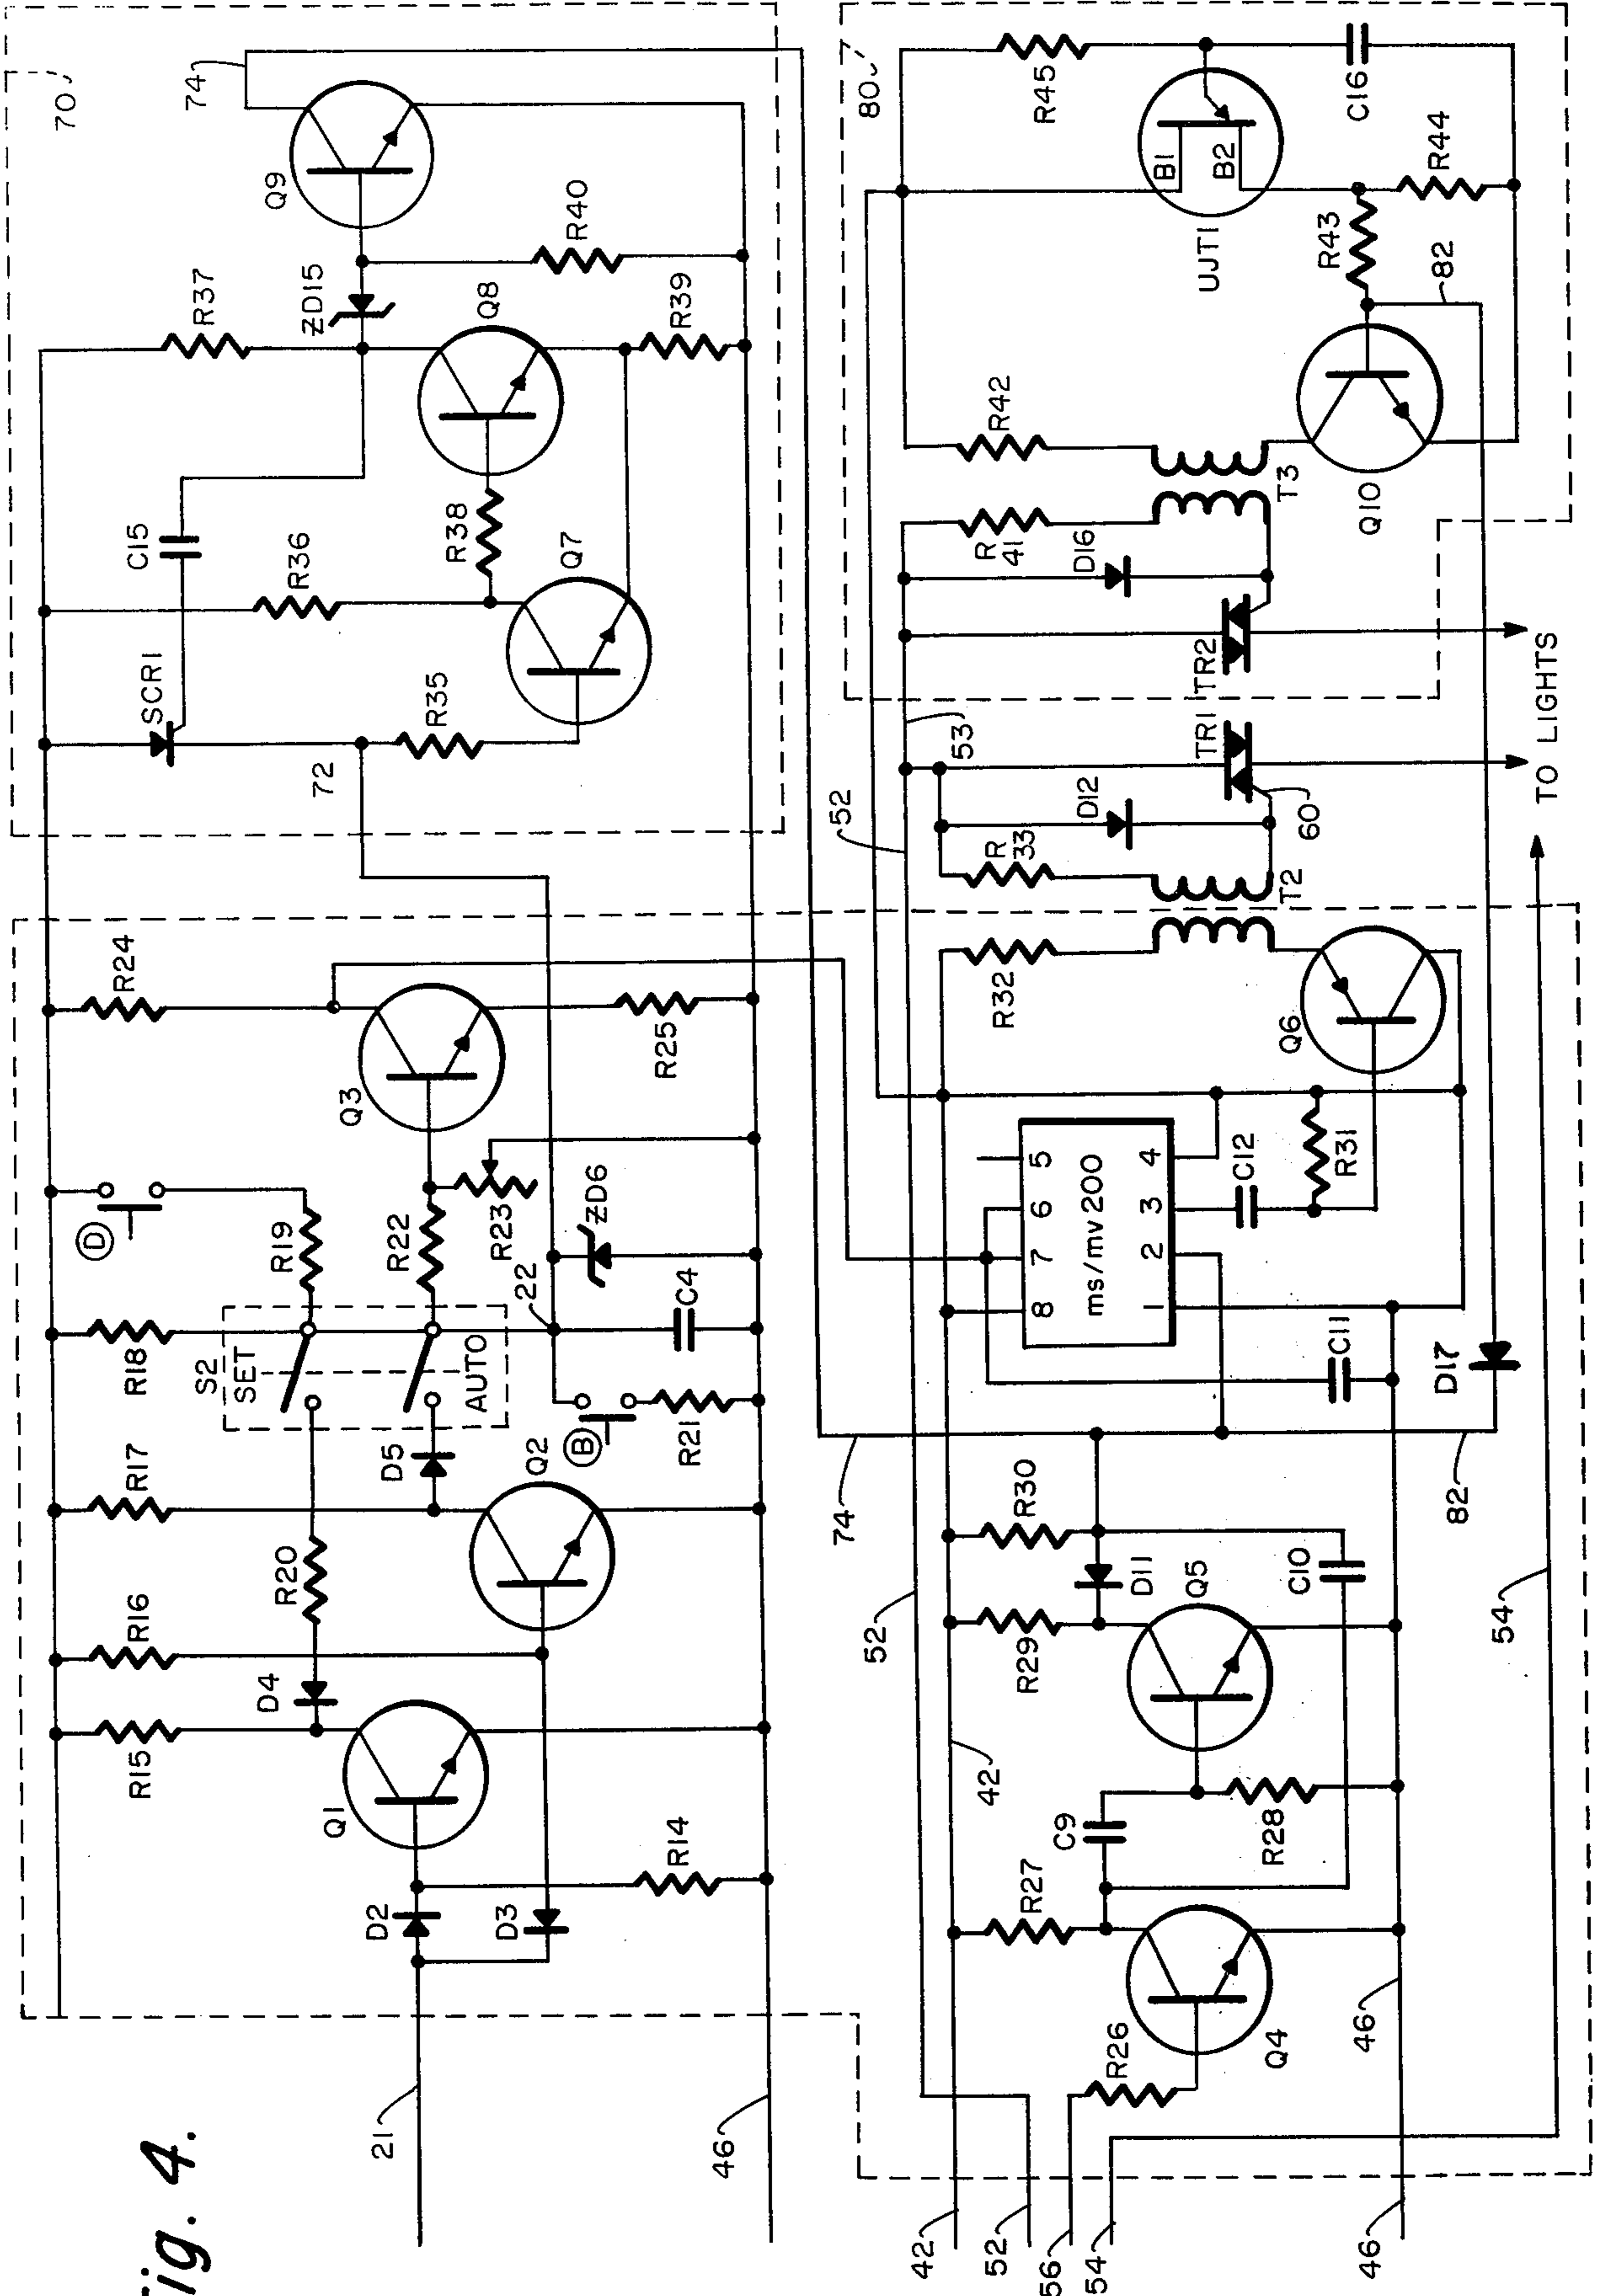 Fig. 4.
70
74
Q9
R37
ZD15
R40
Q8
R39
C15
R36
R38
Q7
SCR1
R35
72
R24
Q3
R25
D
R19
R22
R23
ZD6
22
C4
R18
S2
SET
AUTO
B
R21
R17
D5
Q2
R16
R20
D4
R15
Q1
R14
D2
D3
21
46
80
R45
C16
B1
B2
UJT1
R44
R43
82
R42
T3
Q10
R
41
D16
TR2
53
TR1
TO LIGHTS
52
D12
60
R
33
T2
R32
Q6
5
6
7
8
ms/mv 200
4
3
2
1
C12
R31
C11
D17
74
82
R30
D11
Q5
C10
R29
52
54
42
C9
R28
R27
R26
Q4
46
42
52
56
54
46